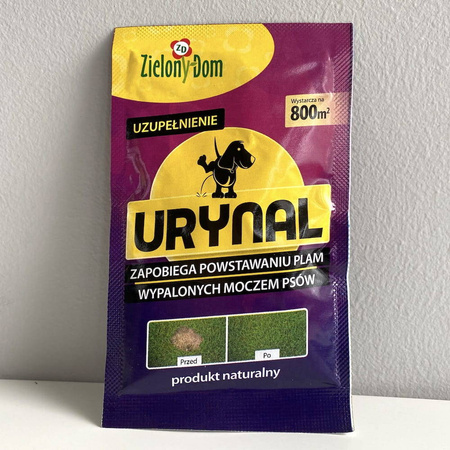 ZD
Zielony Dom
Wystarcza na
800m²
UZUPEŁNIENIE
URYNAL
ZAPOBIEGA POWSTAWANIU PLAM
WYPALONYCH MOCZEM PSÓW
Przed Po
produkt naturalny